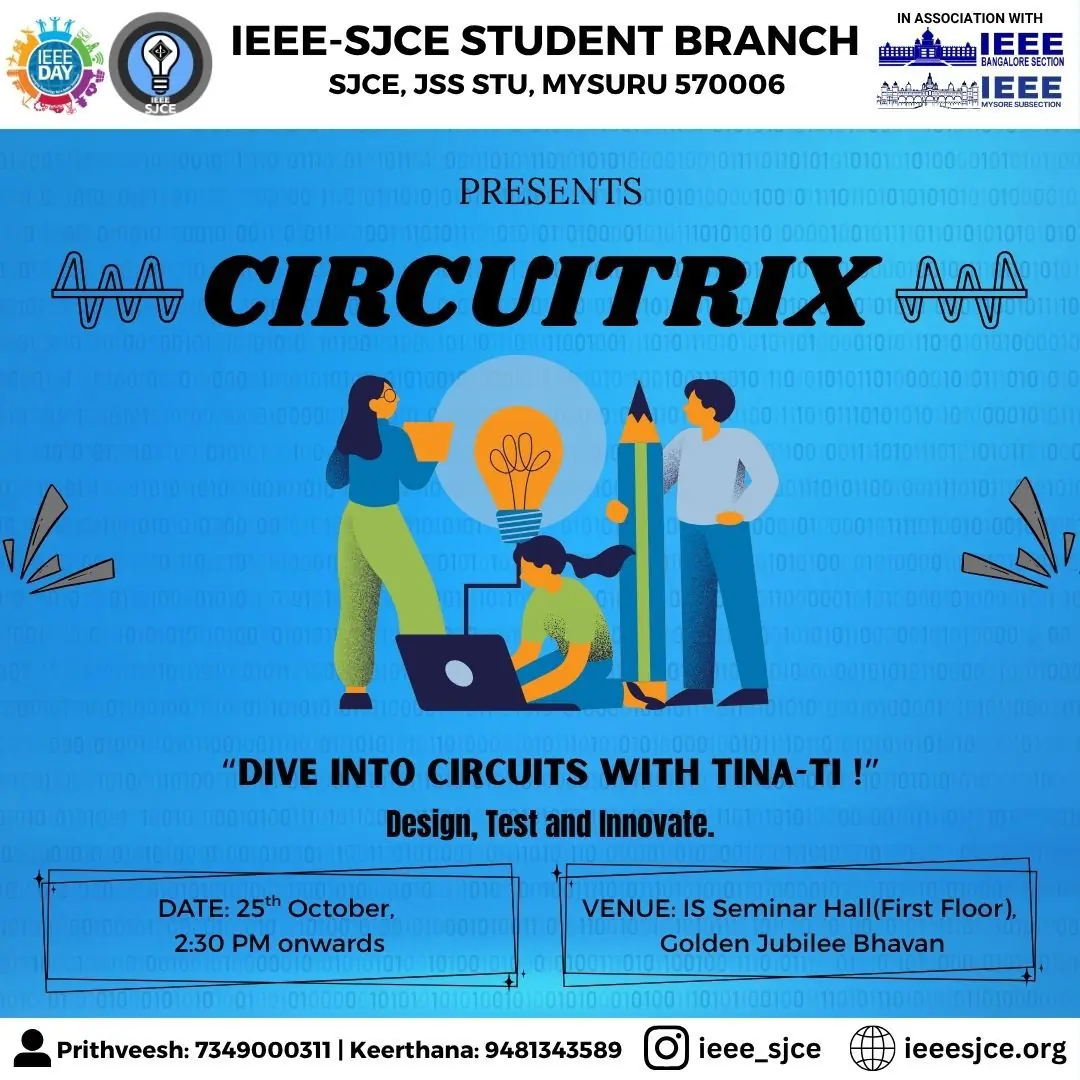 IEEE DAY
IEEE SJCE
IEEE-SJCE STUDENT BRANCH
SJCE, JSS STU, MYSURU 570006
IN ASSOCIATION WITH
IEEE
BANGALORE SECTION
IEEE
MYSORE SUBSECTION
PRESENTS
CIRCUITRIX
“DIVE INTO CIRCUITS WITH TINA-TI !”
Design, Test and Innovate.
DATE: 25th October,
2:30 PM onwards
VENUE: IS Seminar Hall(First Floor),
Golden Jubilee Bhavan
Prithveesh: 7349000311 | Keerthana: 9481343589
ieee_sjce
ieeesjce.org